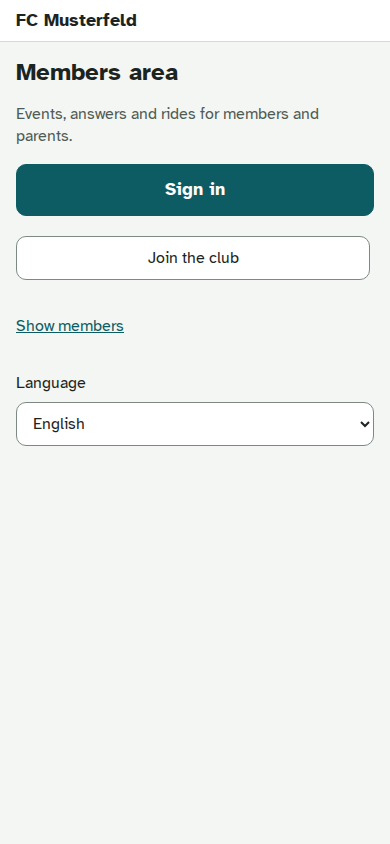 FC Musterfeld
Members area
Events, answers and rides for members and
parents.
Sign in
Join the club
Show members
Language
English